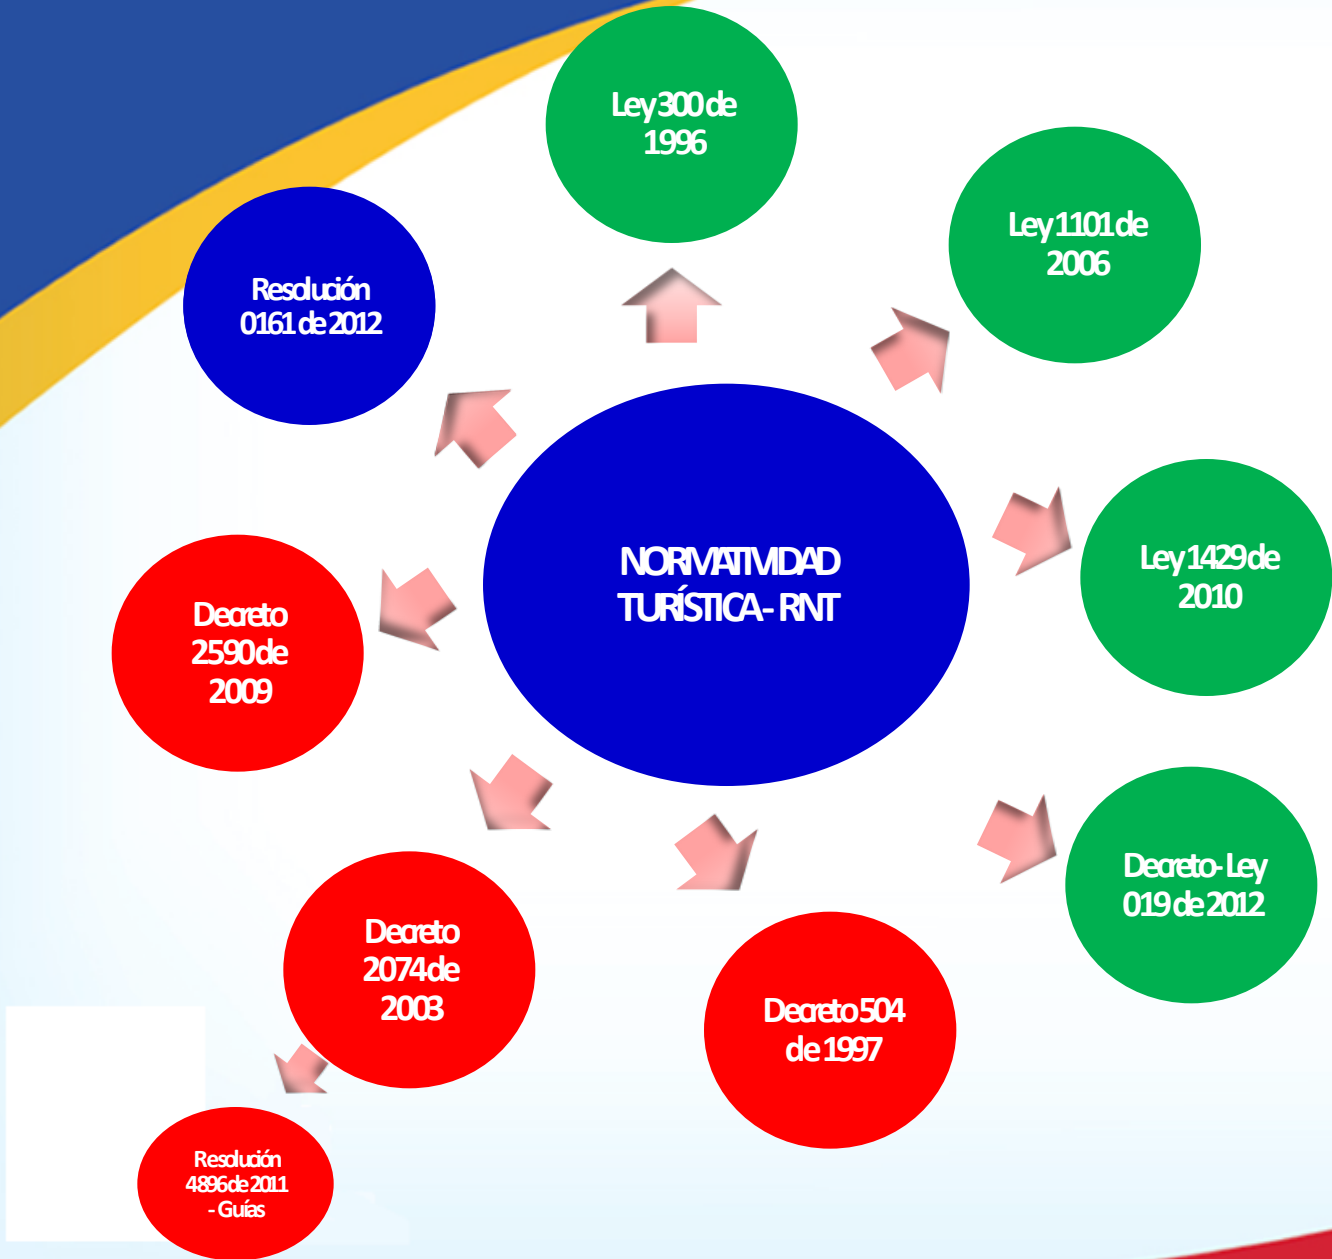 Ley 300 de
1996
Ley 1101 de
2006
Resolución
0161 de 2012
NORMATIVIDAD
TURÍSTICA - RNT
Ley 1429 de
2010
Decreto
2590 de
2009
Decreto- Ley
019 de 2012
Decreto
2074 de
2003
Decreto 504
de 1997
Resolución
4896 de 2011
- Guías